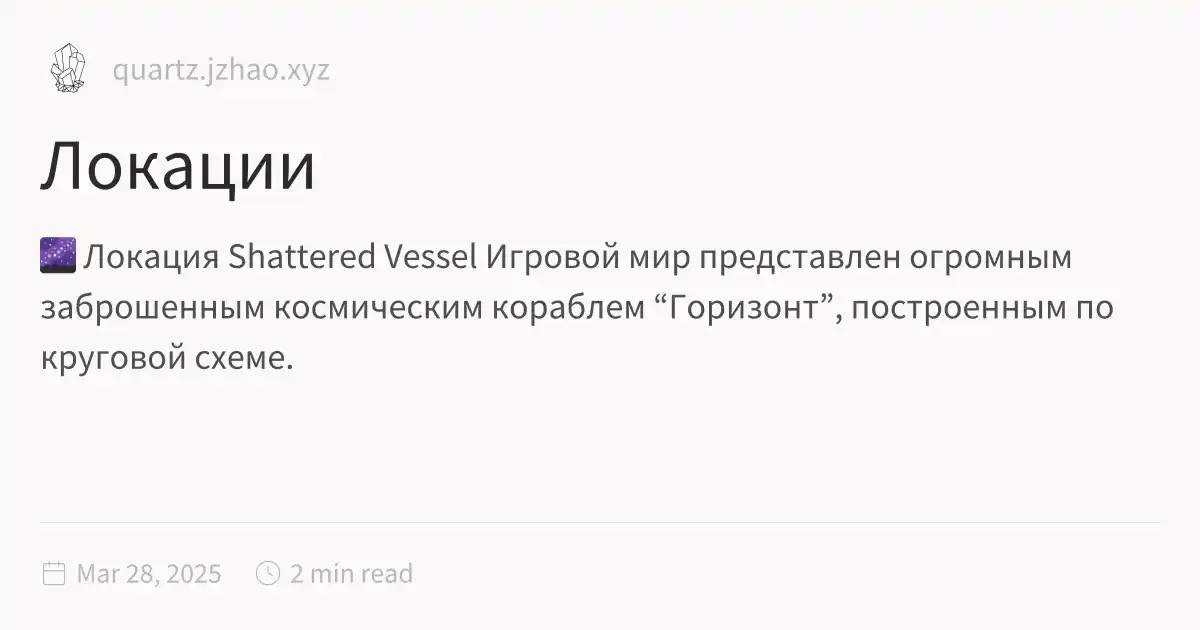 quartz.jzhao.xyz
Локации
🌌 Локация Shattered Vessel Игровой мир представлен огромным
заброшенным космическим кораблем “Горизонт”, построенным по
круговой схеме.
Mar 28, 2025 2 min read